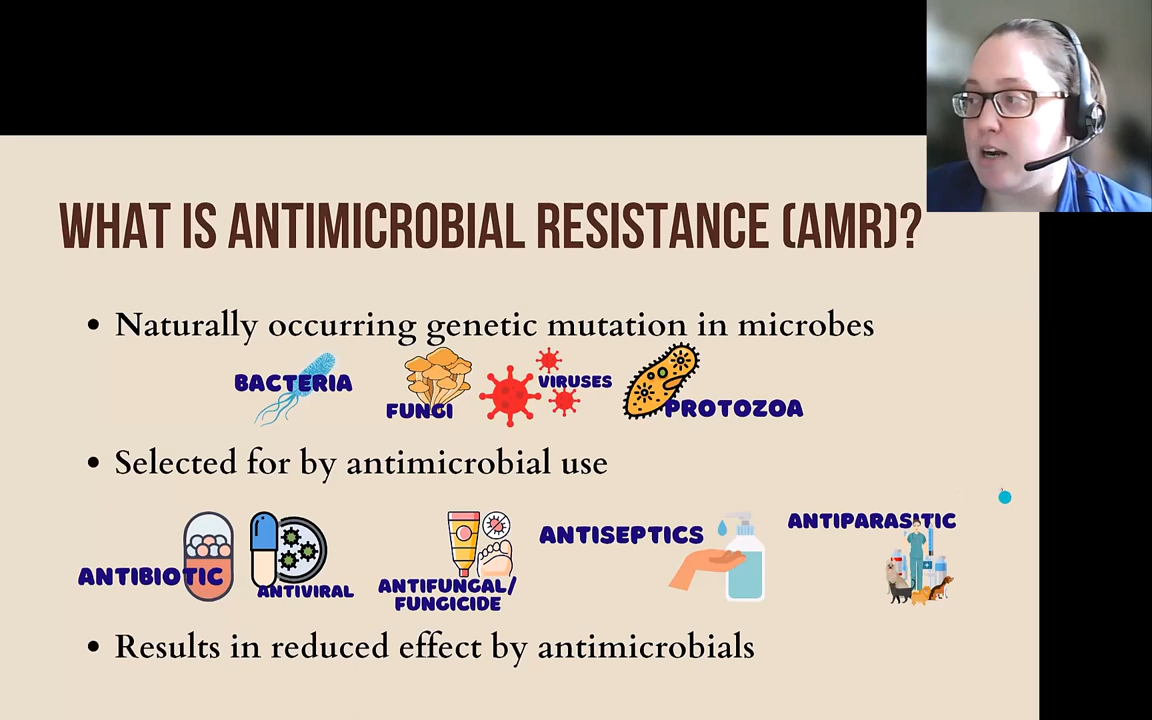 WHAT IS ANTIMICROBIAL RESISTANCE (AMR)?
• Naturally occurring genetic mutation in microbes
BACTERIA
FUNGI
VIRUSES
PROTOZOA
• Selected for by antimicrobial use
ANTIBIOTIC
ANTIVIRAL
ANTIFUNGAL/
FUNGICIDE
ANTISEPTICS
ANTIPARASITIC
• Results in reduced effect by antimicrobials